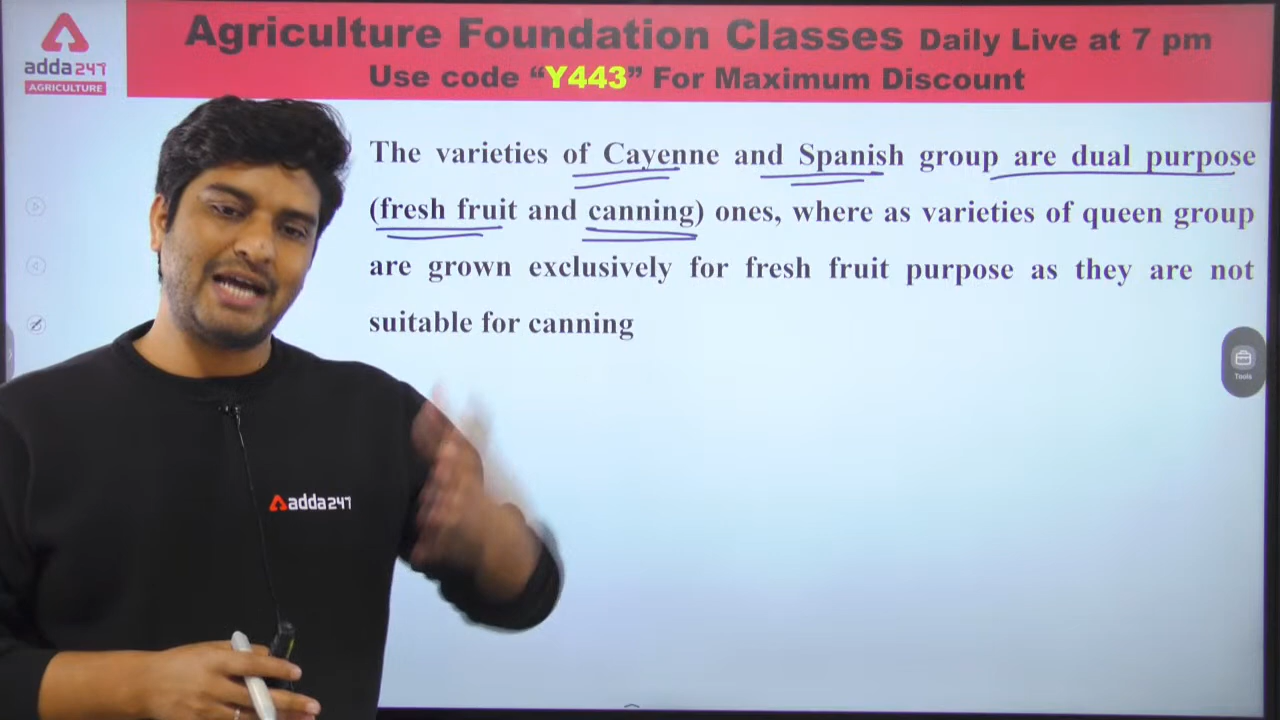 Agriculture Foundation Classes Daily Live at 7 pm
Use code “Y443” For Maximum Discount
adda247
AGRICULTURE
The varieties of Cayenne and Spanish group are dual purpose
(fresh fruit and canning) ones, where as varieties of queen group
are grown exclusively for fresh fruit purpose as they are not
suitable for canning
Tools
adda247